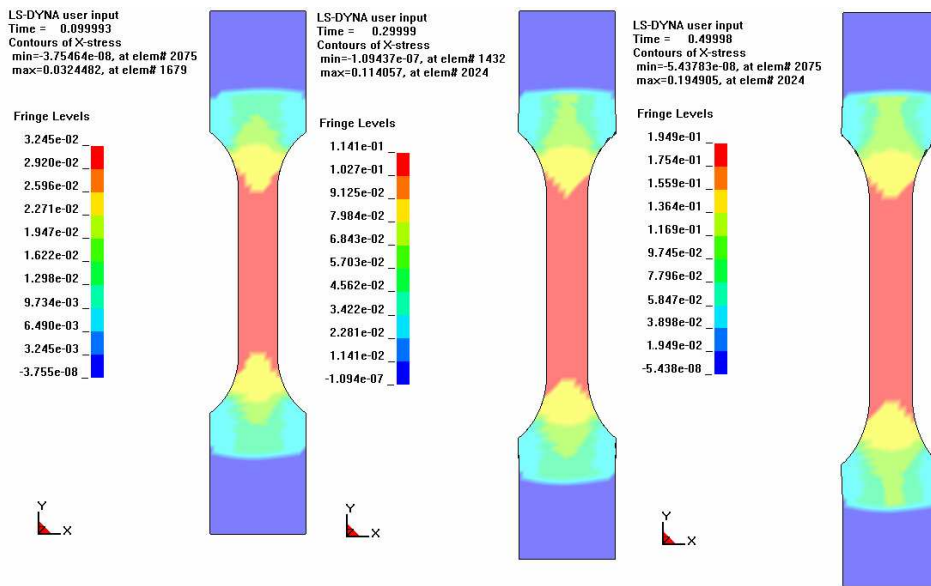 LS-DYNA user input
Time = 0.099993
Contours of X-stress
min=-3.75464e-08, at elem# 2075
max=0.0324482, at elem# 1679
Fringe Levels
3.245e-02
2.920e-02
2.596e-02
2.271e-02
1.947e-02
1.622e-02
1.298e-02
9.734e-03
6.490e-03
3.245e-03
-3.755e-08
Y
X
LS-DYNA user input
Time = 0.29999
Contours of X-stress
min=-1.09437e-07, at elem# 1432
max=0.114057, at elem# 2024
Fringe Levels
1.141e-01
1.027e-01
9.125e-02
7.984e-02
6.843e-02
5.703e-02
4.562e-02
3.422e-02
2.281e-02
1.141e-02
-1.094e-07
Y
X
LS-DYNA user input
Time = 0.49998
Contours of X-stress
min=-5.43783e-08, at elem# 2075
max=0.194905, at elem# 2024
Fringe Levels
1.949e-01
1.754e-01
1.559e-01
1.364e-01
1.169e-01
9.745e-02
7.796e-02
5.847e-02
3.898e-02
1.949e-02
-5.438e-08
Y
X